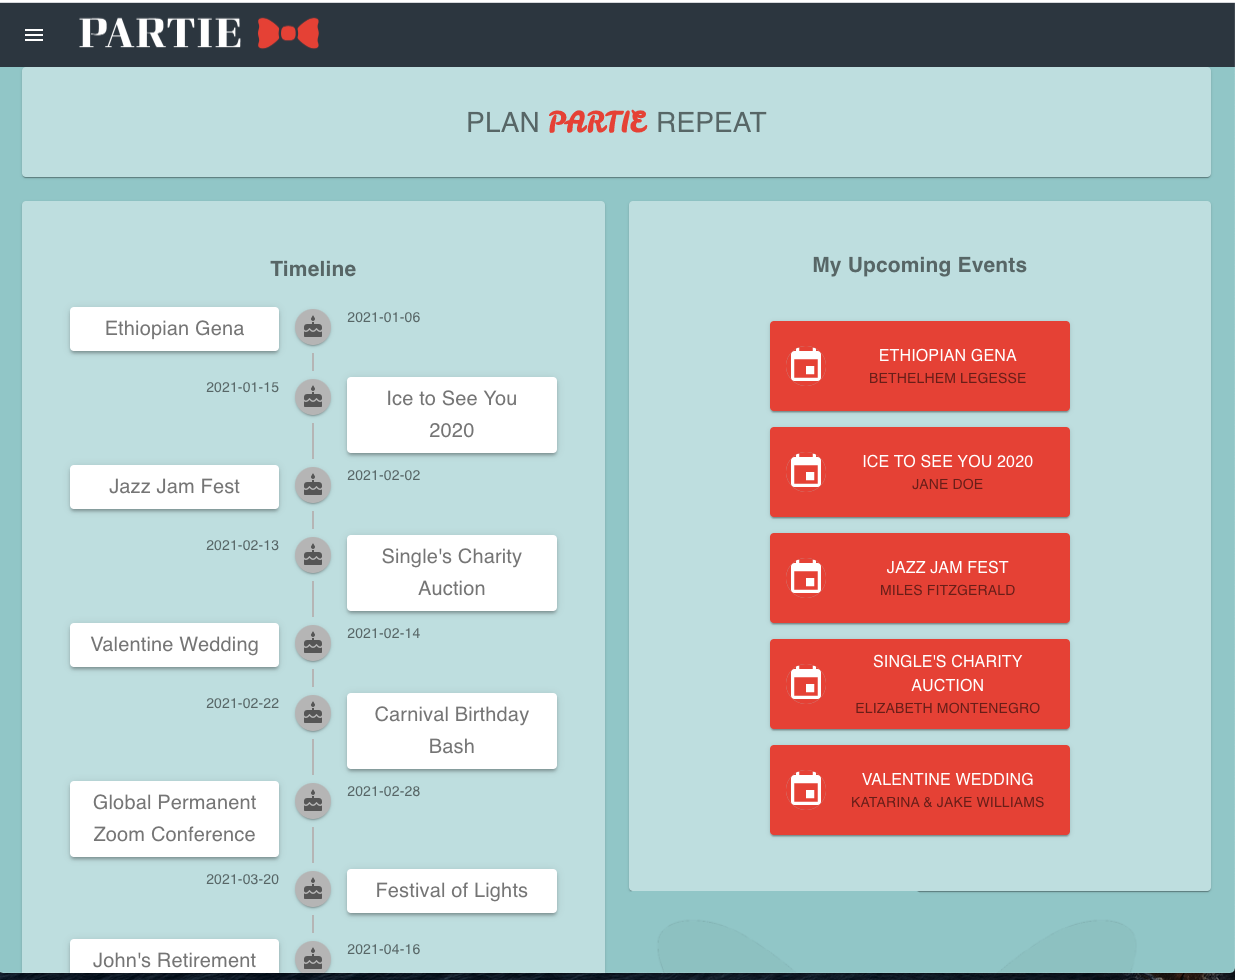 PARTIE
PLAN PARTIE REPEAT
Timeline
Ethiopian Gena
2021-01-06
2021-01-15
Ice to See You
2020
Jazz Jam Fest
2021-02-02
2021-02-13
Single's Charity
Auction
Valentine Wedding
2021-02-14
2021-02-22
Carnival Birthday
Bash
Global Permanent
Zoom Conference
2021-02-28
2021-03-20
Festival of Lights
John's Retirement
2021-04-16
My Upcoming Events
ETHIOPIAN GENA
BETHELHEM LEGESSE
ICE TO SEE YOU 2020
JANE DOE
JAZZ JAM FEST
MILES FITZGERALD
SINGLE'S CHARITY
AUCTION
ELIZABETH MONTENEGRO
VALENTINE WEDDING
KATARINA & JAKE WILLIAMS